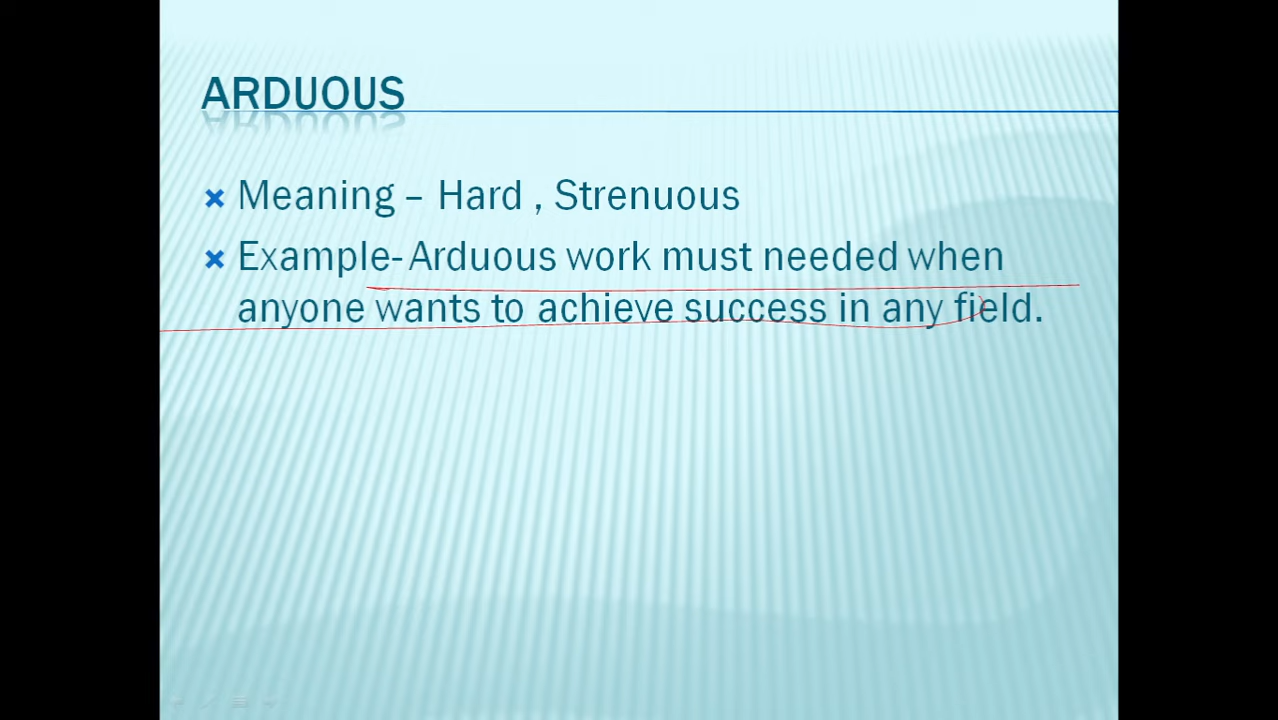 ARDUOUS
Meaning – Hard , Strenuous
Example- Arduous work must needed when
anyone wants to achieve success in any field.